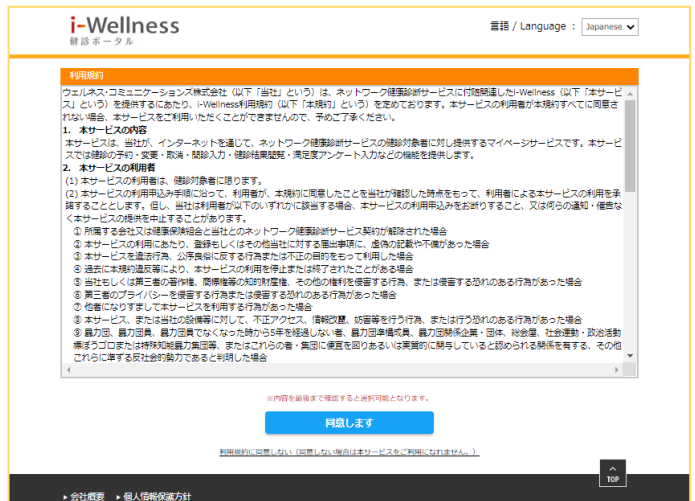 i-Wellness
健診ポータル
言語 / Language : Japanese
利用規約
ウェルネス・コミュニケーションズ株式会社（以下「当社」という）は、ネットワーク健康診断サービスに付随関連したi-Wellness（以下「本サービ
ス」という）を提供するにあたり、i-Wellness利用規約（以下「本規約」という）を定めております。本サービスの利用者が本規約すべてに同意さ
れない場合、本サービスをご利用いただくことができませんので、予めご了承ください。
1. 本サービスの内容
本サービスは、当社が、インターネットを通じて、ネットワーク健康診断サービスの健診対象者に対し提供するマイページサービスです。本サービ
スでは健診の予約・変更・取消・問診入力・健診結果閲覧・満足度アンケート入力などの機能を提供します。
2. 本サービスの利用者
(1) 本サービスの利用者は、健診対象者に限ります。
(2) 本サービスの利用申込み手順に沿って、利用者が、本規約に同意したことを当社が確認した時点をもって、利用者による本サービスの利用を承
諾することとします。但し、当社は利用者が以下のいずれかに該当する場合、本サービスの利用申込みをお断りすること、又は何らの通知・催告な
く本サービスの提供を中止することがあります。
① 所属する会社又は健康保険組合と当社とのネットワーク健康診断サービス契約が解除された場合
② 本サービスの利用にあたり、登録もしくはその他当社に対する届出事項に、虚偽の記載や不備があった場合
③ 本サービスを違法行為、公序良俗に反する行為または不正の目的をもって利用した場合
④ 過去に本規約違反等により、本サービスの利用を停止または終了されたことがある場合
⑤ 当社もしくは第三者の著作権、商標権等の知的財産権、その他の権利を侵害する行為、または侵害する恐れのある行為があった場合
⑥ 第三者のプライバシーを侵害する行為または侵害する恐れのある行為があった場合
⑦ 他者になりすまして本サービスを利用する行為があった場合
⑧ 本サービス、または当社の設備等に対して、不正アクセス、情報改竄、妨害等を行う行為、または行う恐れのある行為があった場合
⑨ 暴力団、暴力団員、暴力団員でなくなった時から5年を経過しない者、暴力団準構成員、暴力団関係企業・団体、総会屋、社会運動・政治活動
標ぼうゴロまたは特殊知能暴力集団等、またはこれらの者・集団に便宜を図りあるいは実質的に関与していると認められる関係を有する、その他
これらに準ずる反社会的勢力であると判明した場合
※内容を最後まで確認すると選択可能となります。
同意します
利用規約に同意しない（同意しない場合は本サービスをご利用になれません。）
TOP
会社概要 個人情報保護方針